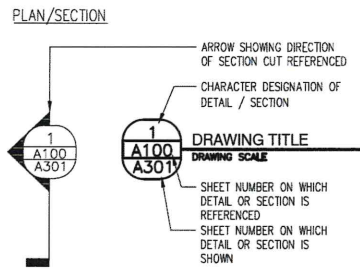 PLAN/SECTION
ARROW SHOWING DIRECTION
OF SECTION CUT REFERENCED
CHARACTER DESIGNATION OF
DETAIL / SECTION
1
A100
A301
1
A100
A301
DRAWING TITLE
DRAWING SCALE
SHEET NUMBER ON WHICH
DETAIL OR SECTION IS
REFERENCED
SHEET NUMBER ON WHICH
DETAIL OR SECTION IS
SHOWN